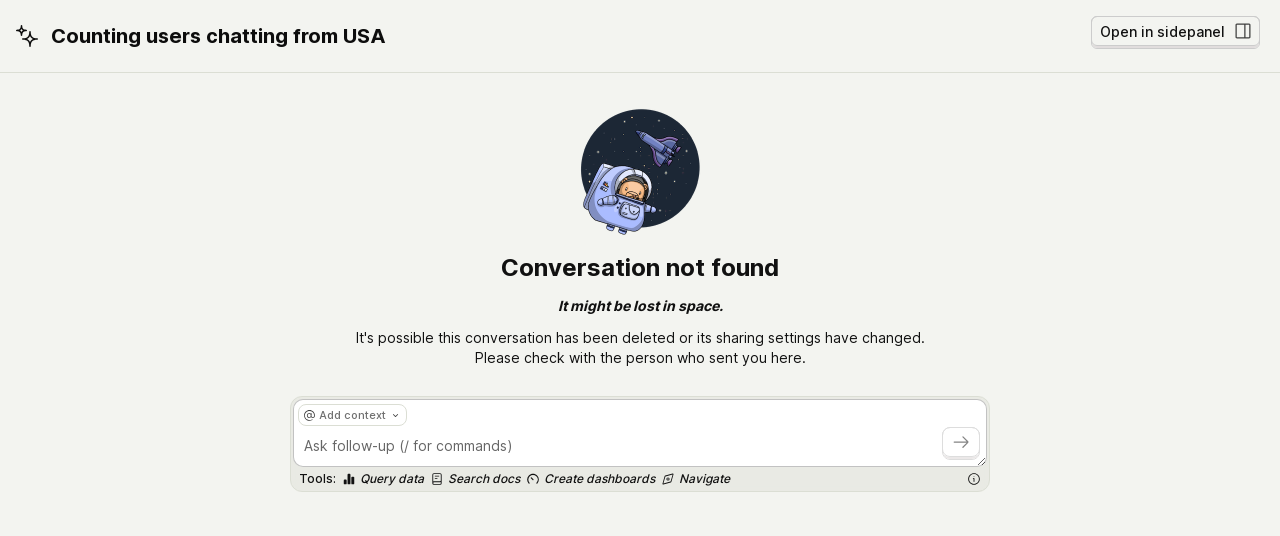 Counting users chatting from USA
Open in sidepanel
Conversation not found
It might be lost in space.
It's possible this conversation has been deleted or its sharing settings have changed.
Please check with the person who sent you here.
@ Add context
Ask follow-up (/ for commands)
Tools: Query data Search docs Create dashboards Navigate